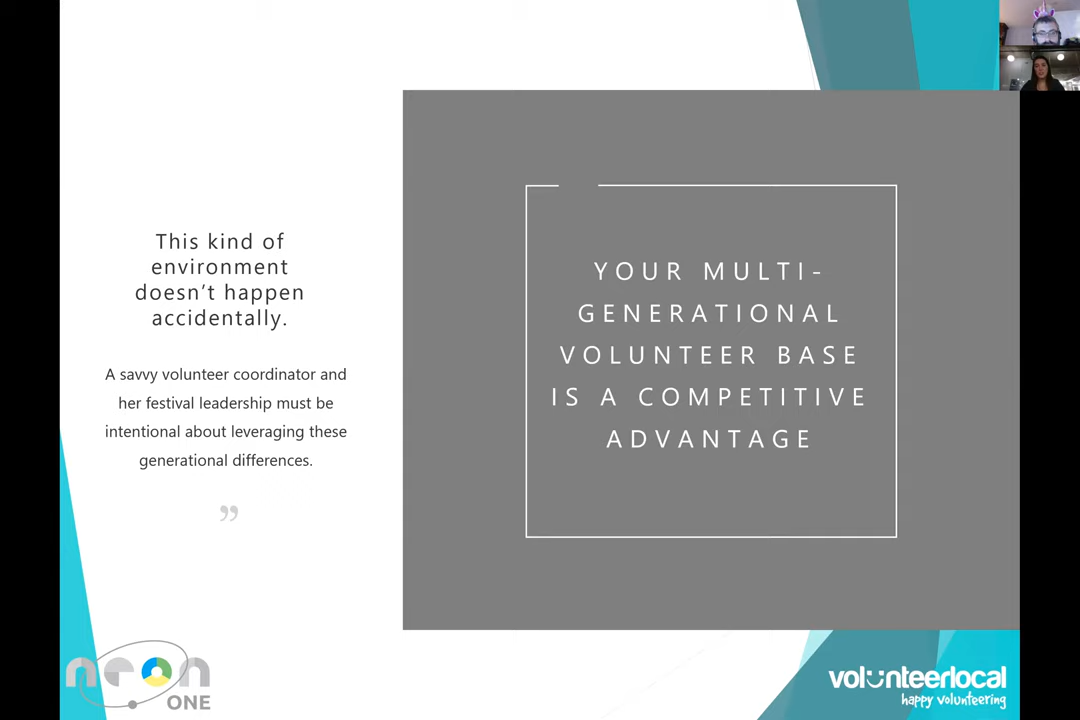 This kind of
environment
doesn’t happen
accidentally.
A savvy volunteer coordinator and
her festival leadership must be
intentional about leveraging these
generational differences.
”
YOUR MULTI-
GENERATIONAL
VOLUNTEER BASE
IS A COMPETITIVE
ADVANTAGE
neon
ONE
volunteerlocal
happy volunteering